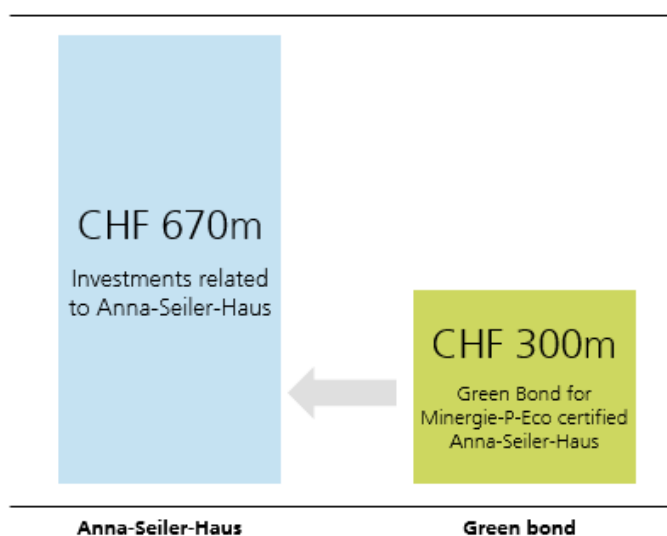 CHF 670m
Investments related
to Anna-Seiler-Haus
CHF 300m
Green Bond for
Minergie-P-Eco certified
Anna-Seiler-Haus
Anna-Seiler-Haus
Green bond